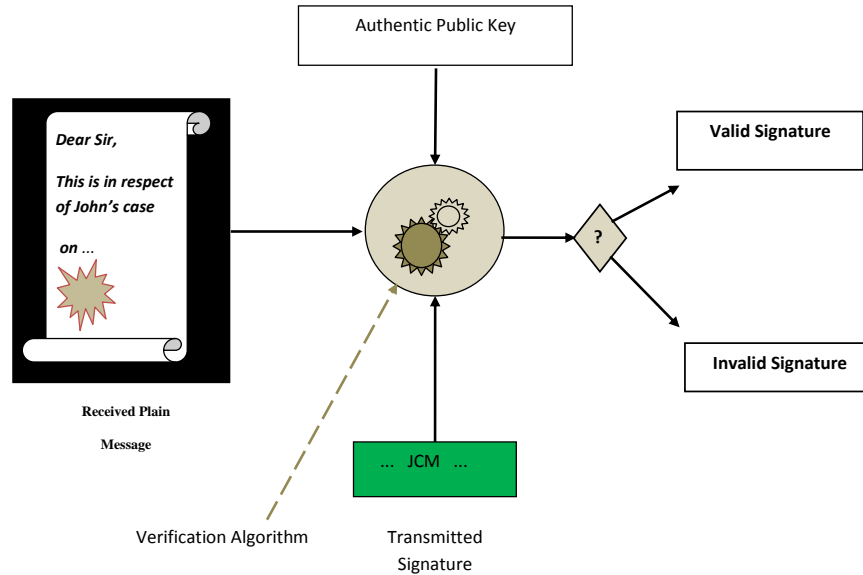 Authentic Public Key
Dear Sir,
This is in respect
of John's case
on ...
Valid Signature
?
Invalid Signature
Received Plain
Message
... JCM ...
Verification Algorithm
Transmitted
Signature